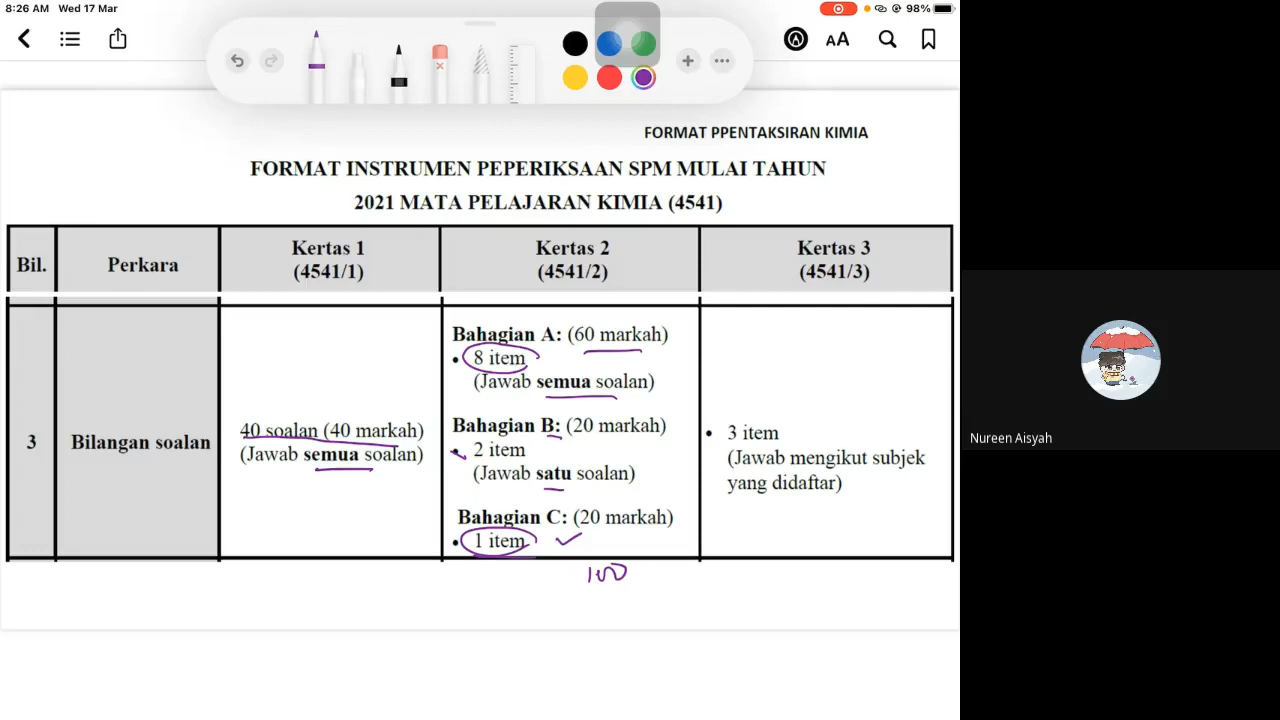 8:26 AM Wed 17 Mar
98%
AA
FORMAT PPENTAKSIRAN KIMIA
FORMAT INSTRUMEN PEPERIKSAAN SPM MULAI TAHUN
2021 MATA PELAJARAN KIMIA (4541)
Bil.
Perkara
Kertas 1
(4541/1)
Kertas 2
(4541/2)
Kertas 3
(4541/3)
3
Bilangan soalan
40 soalan (40 markah)
(Jawab semua soalan)
Bahagian A: (60 markah)
• 8 item
(Jawab semua soalan)
Bahagian B: (20 markah)
• 2 item
(Jawab satu soalan)
Bahagian C: (20 markah)
• 1 item
100
• 3 item
(Jawab mengikut subjek
yang didaftar)
Nureen Aisyah